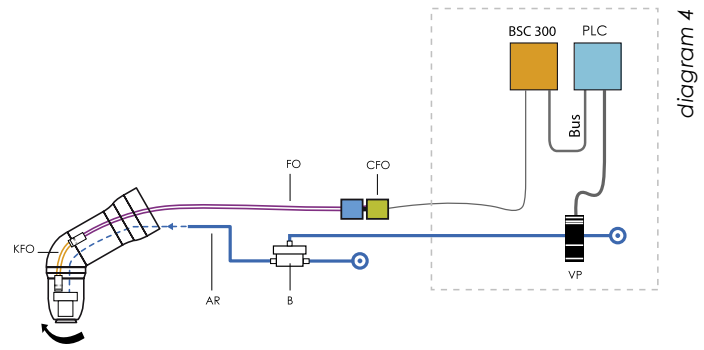 BSC 300
PLC
diagram 4
Bus
FO
CFO
KFO
VP
AR
B